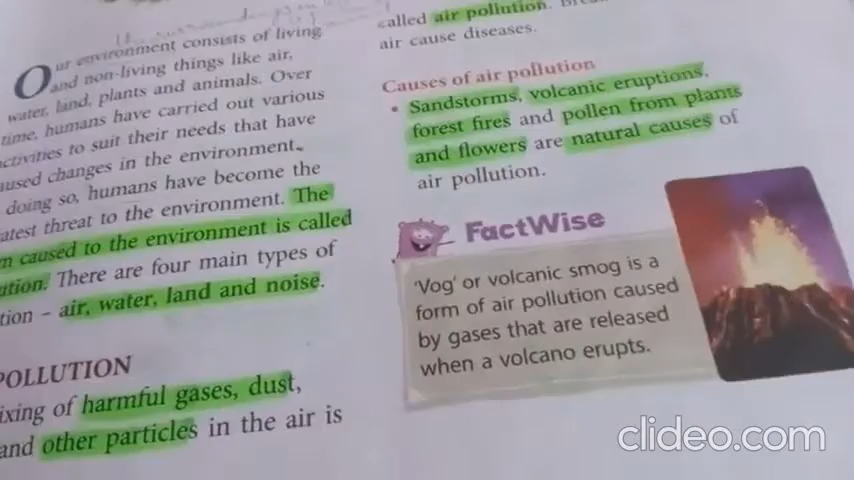 Our environment consists of living
and non-living things like air,
water, land, plants and animals. Over
time, humans have carried out various
activities to suit their needs that have
caused changes in the environment.
doing so, humans have become the
greatest threat to the environment. The
caused to the environment is called
There are four main types of
– air, water, land and noise.
POLLUTION
harmful gases, dust,
and other particles in the air is
called air pollution.
air cause diseases.
Causes of air pollution
• Sandstorms, volcanic eruptions,
forest fires and pollen from plants
and flowers are natural causes of
air pollution.
FactWise
'Vog' or volcanic smog is a
form of air pollution caused
by gases that are released
when a volcano erupts.
clideo.com